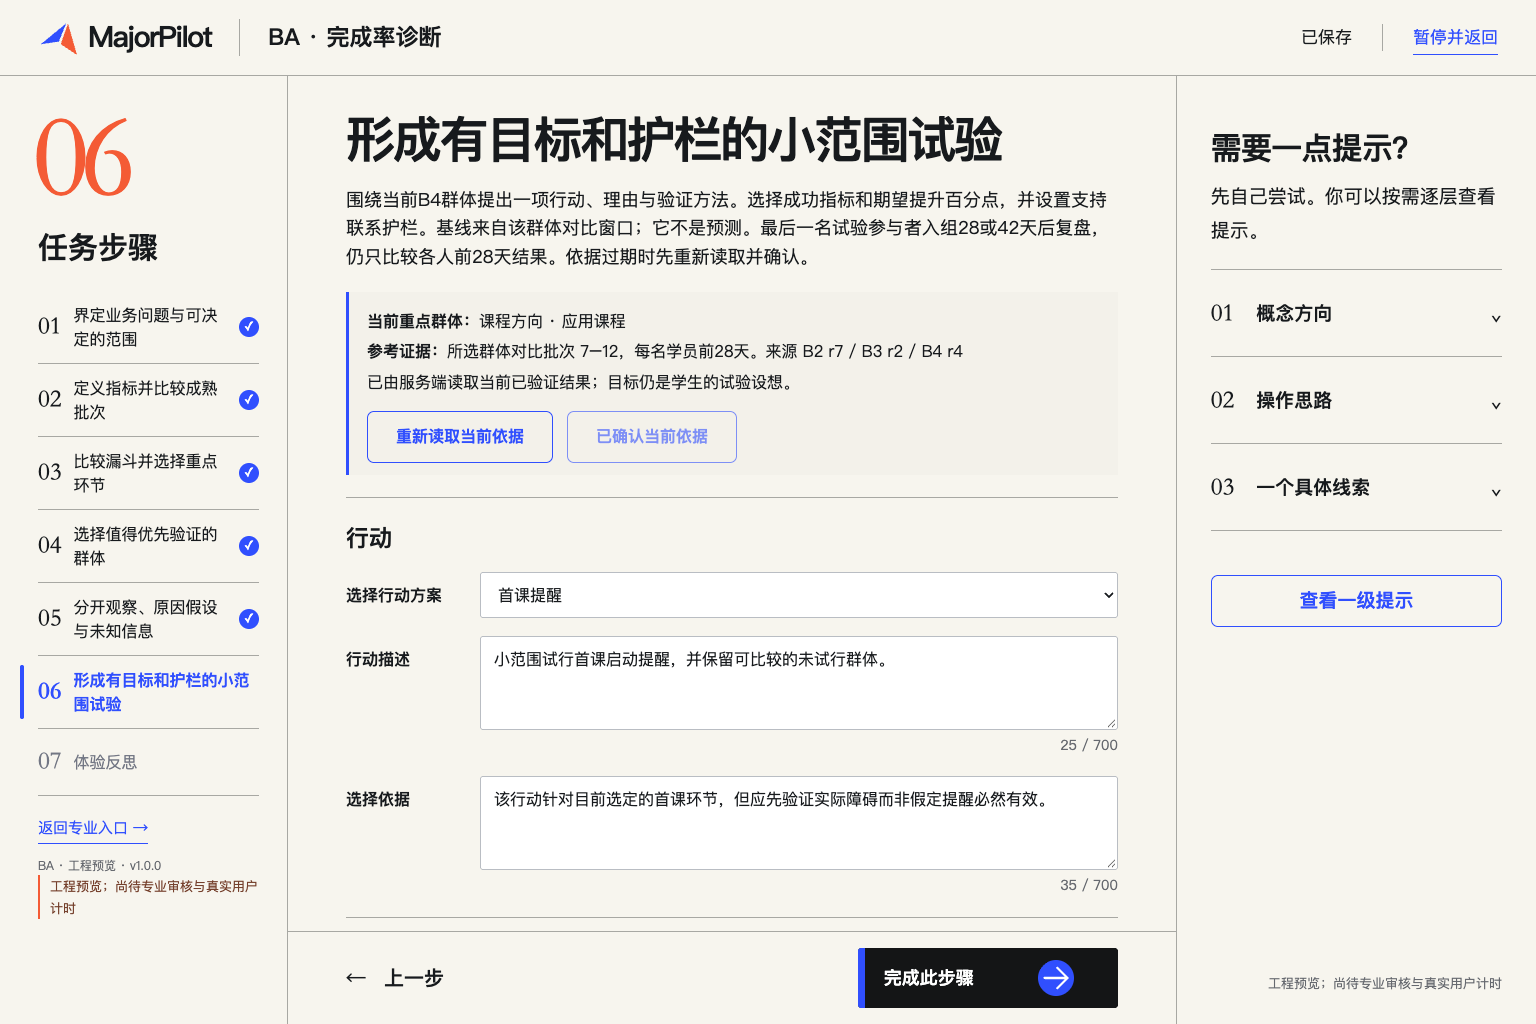 MajorPilot
BA · 完成率诊断
已保存
暂停并返回
06
任务步骤
01 界定业务问题与可决
定的范围
02 定义指标并比较成熟
批次
03 比较漏斗并选择重点
环节
04 选择值得优先验证的
群体
05 分开观察、原因假设
与未知信息
06 形成有目标和护栏的小范
围试验
07 体验反思
返回专业入口 →
BA · 工程预览 · v1.0.0
工程预览；尚待专业审核与真实用户
计时
形成有目标和护栏的小范围试验
围绕当前B4群体提出一项行动、理由与验证方法。选择成功指标和期望提升百分点，并设置支持
联系护栏。基线来自该群体对比窗口；它不是预测。最后一名试验参与者入组28或42天后复盘，
仍只比较各人前28天结果。依据过期时先重新读取并确认。
当前重点群体：课程方向 · 应用课程
参考证据：所选群体对比批次 7—12，每名学员前28天。来源 B2 r7 / B3 r2 / B4 r4
已由服务端读取当前已验证结果；目标仍是学生的试验设想。
重新读取当前依据
已确认当前依据
行动
选择行动方案
首课提醒
行动描述
小范围试行首课启动提醒，并保留可比较的未试行群体。
25 / 700
选择依据
该行动针对目前选定的首课环节，但应先验证实际障碍而非假定提醒必然有效。
35 / 700
← 上一步
完成此步骤
需要一点提示?
先自己尝试。你可以按需逐层查看
提示。
01 概念方向
02 操作思路
03 一个具体线索
查看一级提示
工程预览；尚待专业审核与真实用户计时